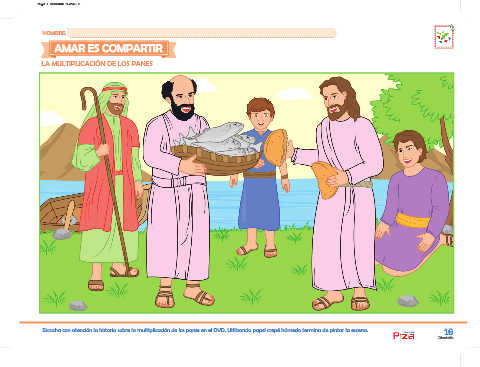 NOMBRE:
AMAR ES COMPARTIR
LA MULTIPLICACIÓN DE LOS PANES
Escucha con atención la historia sobre la multiplicación de los panes en el DVD. Utilizando papel crepé húmedo termina de pintar la escena.
16